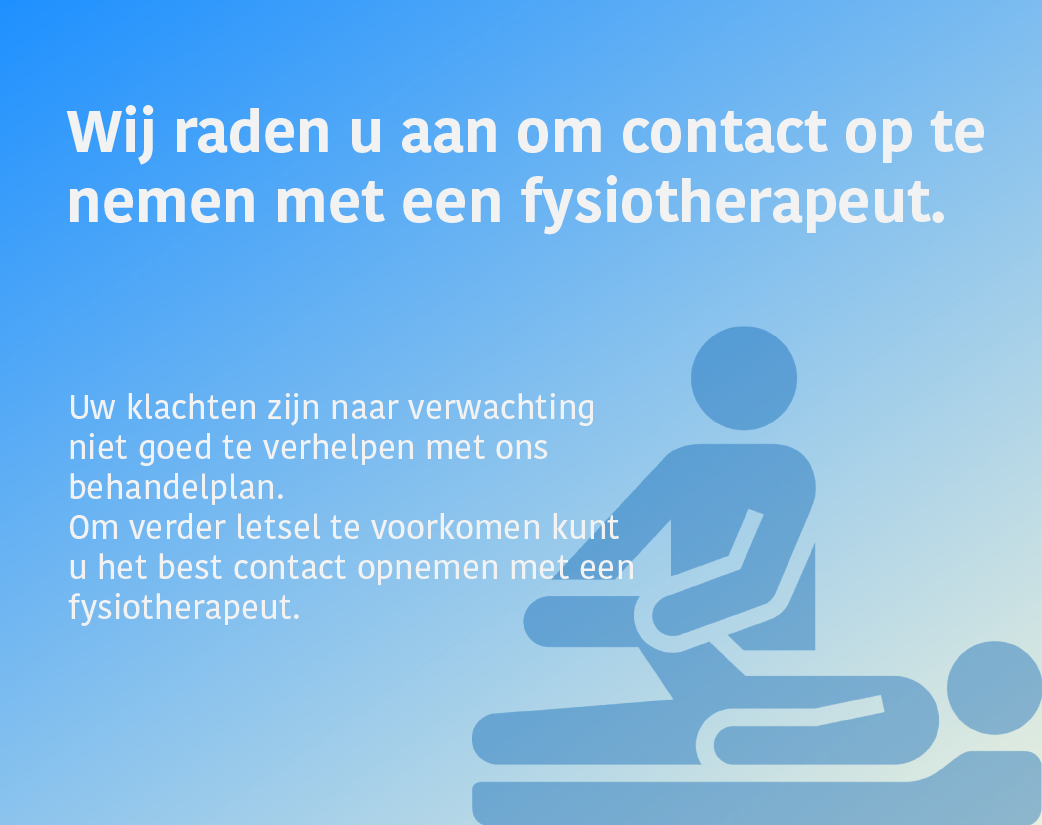 Wij raden u aan om contact op te
nemen met een fysiotherapeut.
Uw klachten zijn naar verwachting
niet goed te verhelpen met ons
behandelplan.
Om verder letsel te voorkomen kunt
u het best contact opnemen met een
fysiotherapeut.